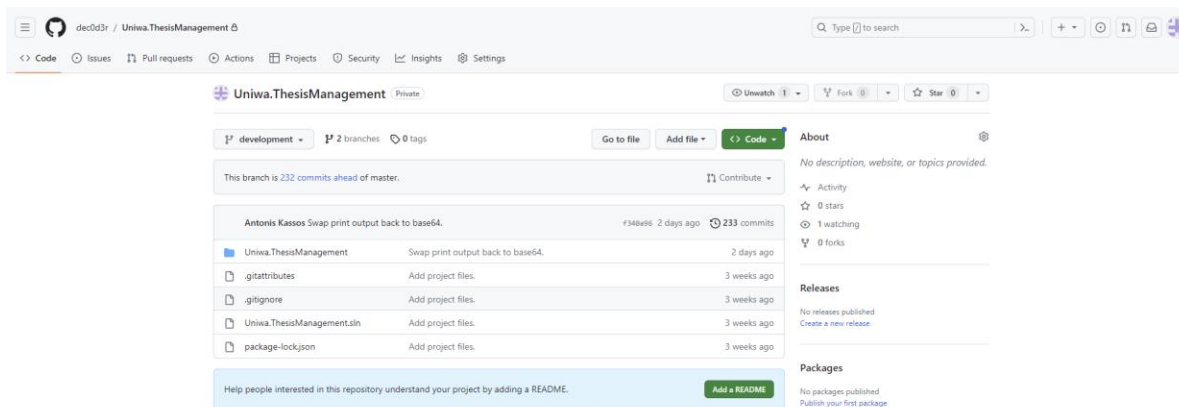 dec0d3r / Uniwa.ThesisManagement
Type / to search
Code Issues Pull requests Actions Projects Security Insights Settings
Uniwa.ThesisManagement Private
Unwatch 1 Fork 0 Star 0
development 2 branches 0 tags
Go to file Add file Code
About
No description, website, or topics provided.
This branch is 232 commits ahead of master.
Contribute
Activity
0 stars
1 watching
0 forks
Antonis Kassos Swap print output back to base64.
2 days ago 233 commits
Uniwa.ThesisManagement Swap print output back to base64. 2 days ago
.gitattributes Add project files. 3 weeks ago
.gitignore Add project files. 3 weeks ago
Uniwa.ThesisManagement.sln Add project files. 3 weeks ago
package-lock.json Add project files. 3 weeks ago
Releases
No releases published
Create a new release
Help people interested in this repository understand your project by adding a README.
Add a README
Packages
No packages published
Publish your first package